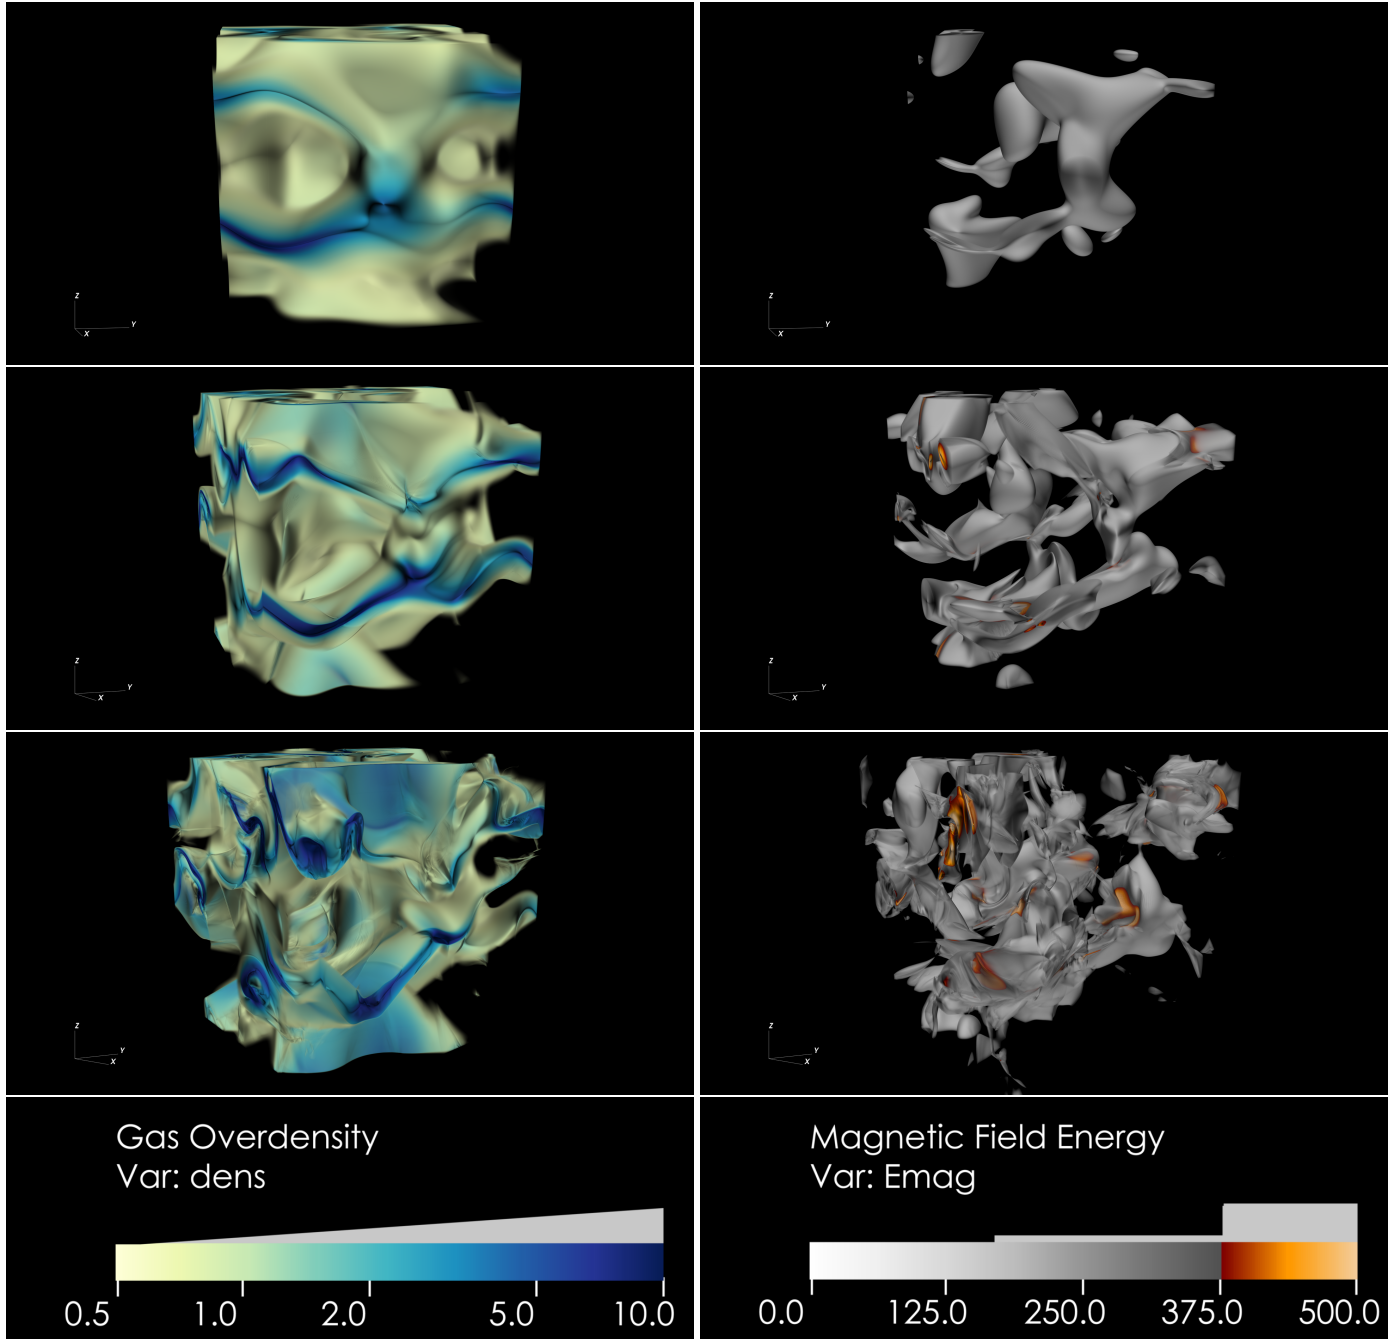 Z
Y
X
Z
Y
X
Z
Y
X
Z
Y
X
Z
Y
X
Z
Y
X
Gas Overdensity
Var: dens
0.5 1.0 2.0 5.0 10.0
Magnetic Field Energy
Var: Emag
0.0 125.0 250.0 375.0 500.0